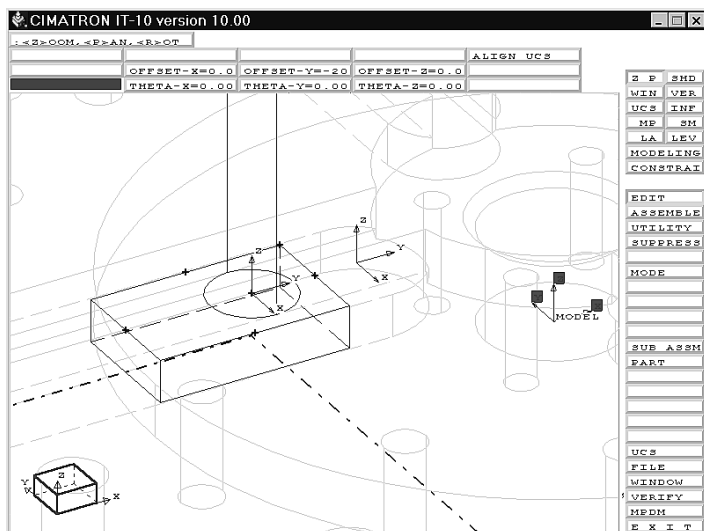 CIMATRON IT-10 version 10.00
:<Z>OOM,<P>AN,<R>OT
ALIGN UCS
OFFSET-X=0.0 OFFSET-Y=-20 OFFSET-Z=0.0
THETA-X=0.00 THETA-Y=0.00 THETA-Z=0.00
Z P SHD
WIN VER
UCS INF
MP SM
LA LEV
MODELING
CONSTRAI
EDIT
ASSEMBLE
UTILITY
SUPPRESS
MODE
SUB ASSM
PART
UCS
FILE
WINDOW
VERIFY
MPDM
E X I T
Z
Y
X
Z
Y
X
MODEL
Z
Y
X